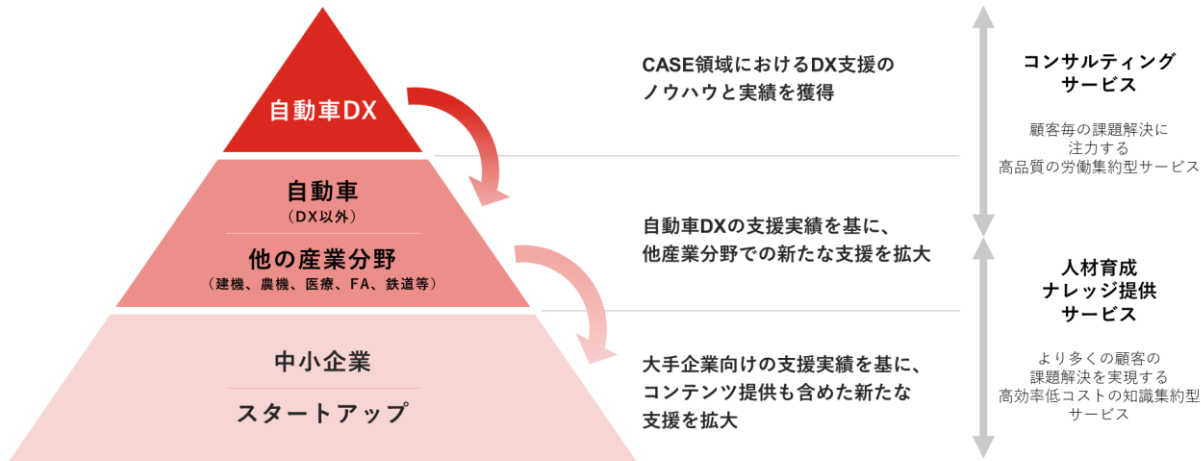 自動車DX
自動車
（DX以外）
他の産業分野
（建機、農機、医療、FA、鉄道等）
中小企業
スタートアップ
CASE領域におけるDX支援の
ノウハウと実績を獲得
自動車DXの支援実績を基に、
他産業分野での新たな支援を拡大
大手企業向けの支援実績を基に、
コンテンツ提供も含めた新たな
支援を拡大
コンサルティング
サービス
顧客毎の課題解決に
注力する
高品質の労働集約型サービス
人材育成
ナレッジ提供
サービス
より多くの顧客の
課題解決を実現する
高効率低コストの知識集約型
サービス